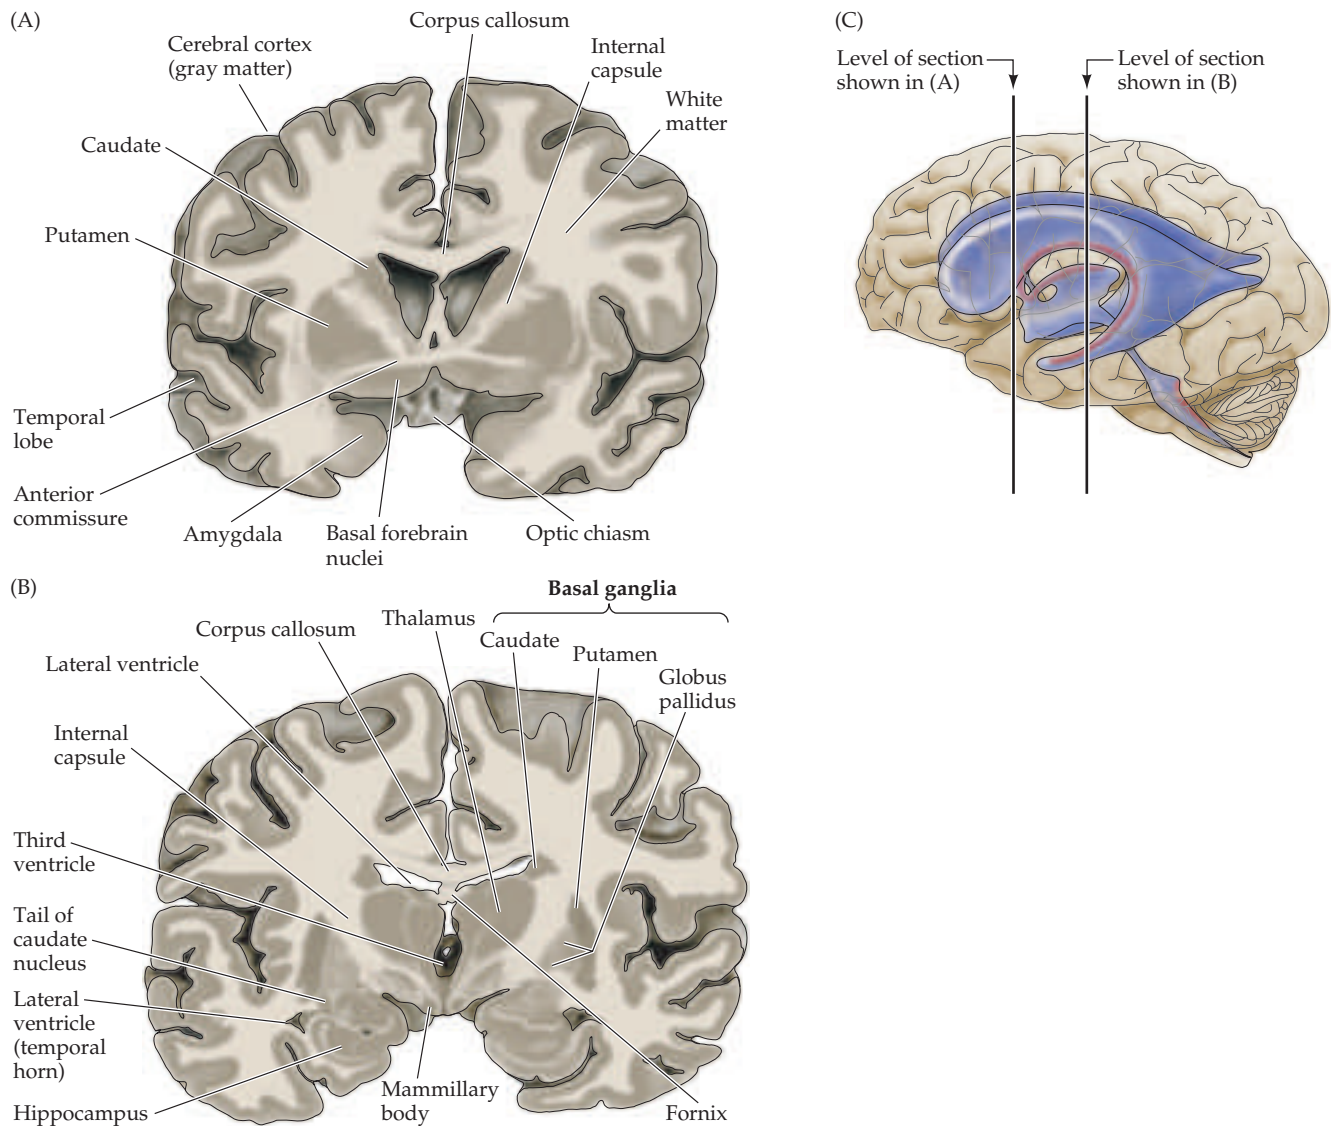 (A)
Corpus callosum
Cerebral cortex
(gray matter)
Internal
capsule
White
matter
Caudate
Putamen
Temporal
lobe
Anterior
commissure
Amygdala
Basal forebrain
nuclei
Optic chiasm
(C)
Level of section
shown in (A)
Level of section
shown in (B)
(B)
Basal ganglia
Corpus callosum
Thalamus
Caudate
Putamen
Globus
pallidus
Lateral ventricle
Internal
capsule
Third
ventricle
Tail of
caudate
nucleus
Lateral
ventricle
(temporal
horn)
Hippocampus
Mammillary
body
Fornix